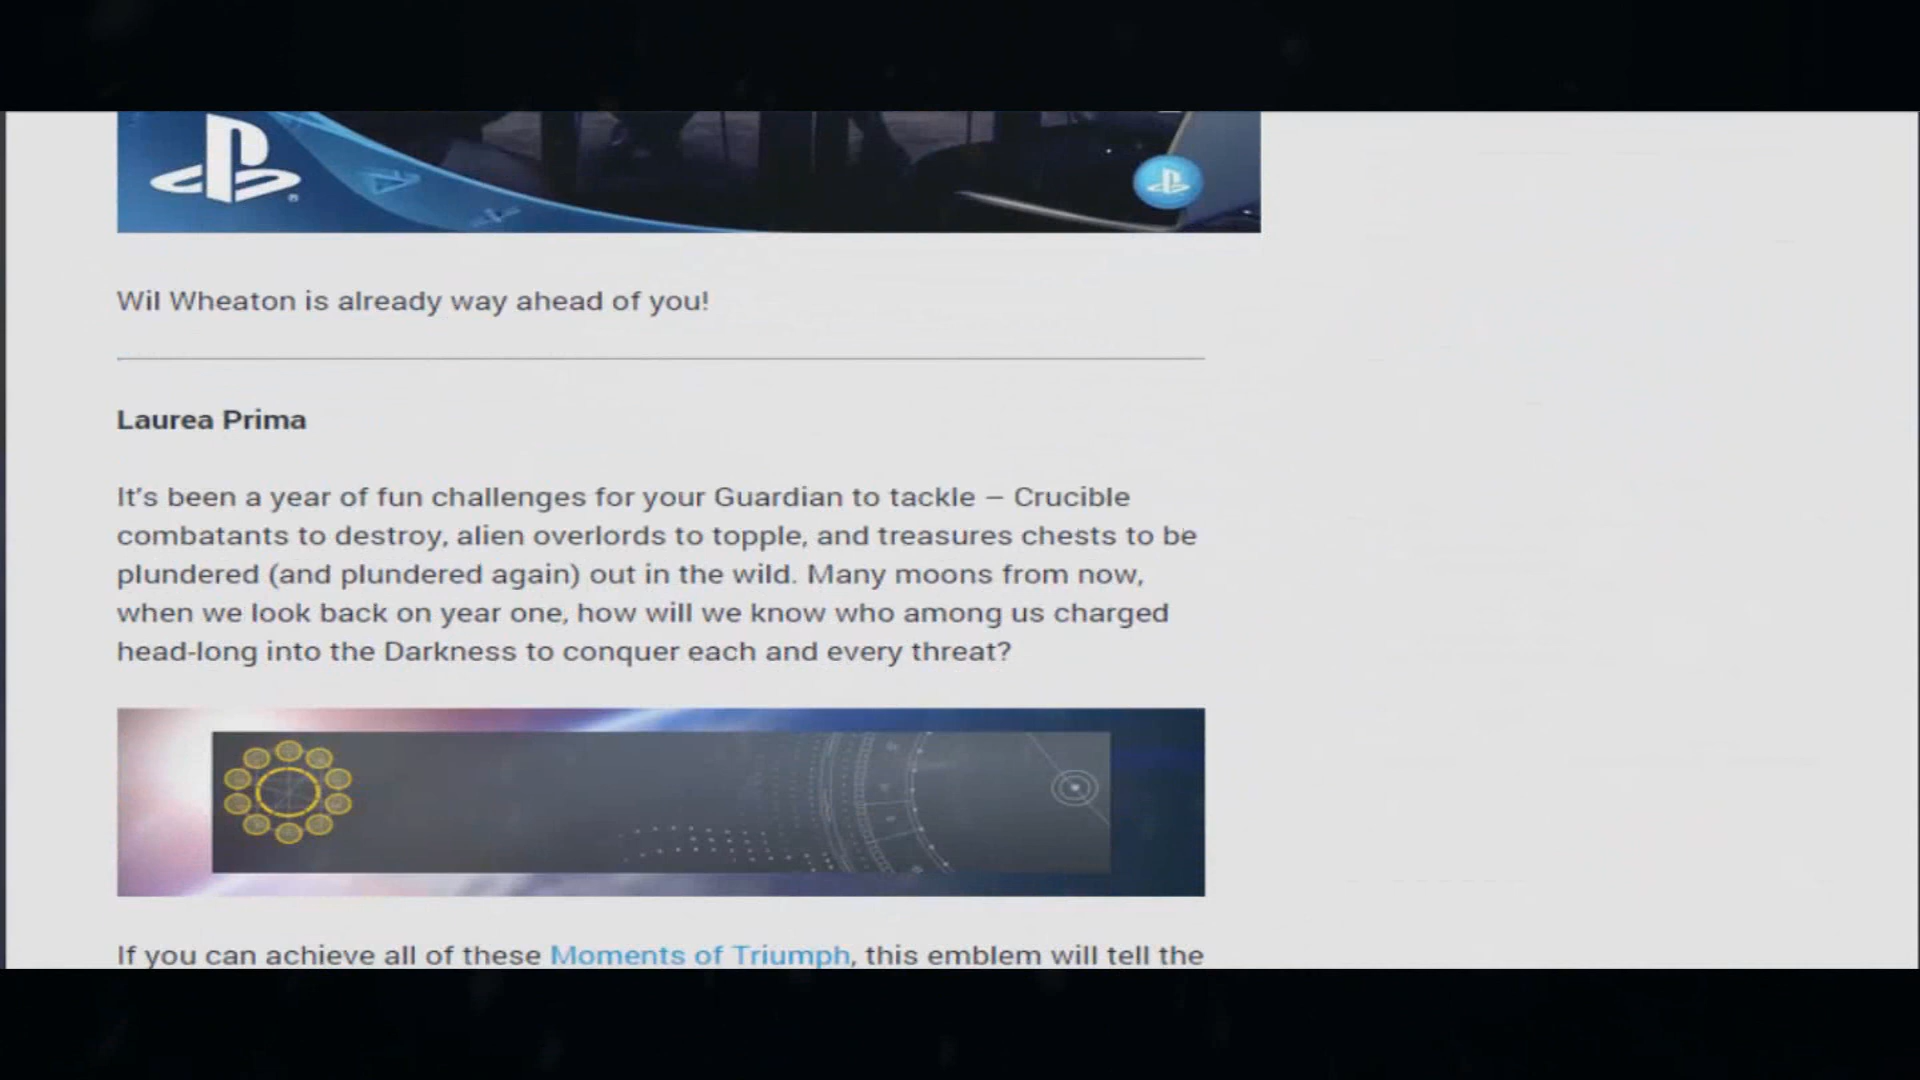 Wil Wheaton is already way ahead of you!
Laurea Prima
It's been a year of fun challenges for your Guardian to tackle — Crucible
combatants to destroy, alien overlords to topple, and treasures chests to be
plundered (and plundered again) out in the wild. Many moons from now,
when we look back on year one, how will we know who among us charged
head-long into the Darkness to conquer each and every threat?
If you can achieve all of these Moments of Triumph, this emblem will tell the